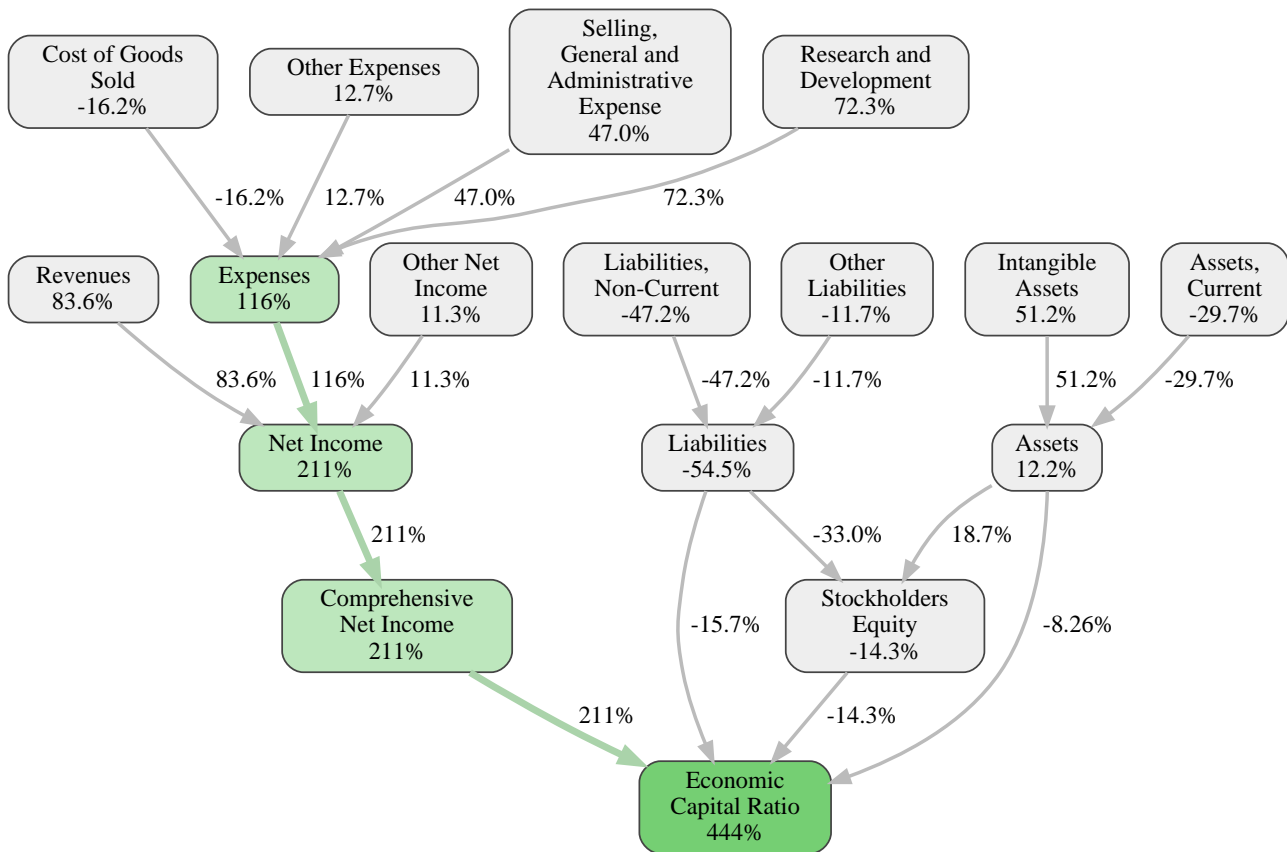 Cost of Goods
Sold
-16.2%
Other Expenses
12.7%
Selling,
General and
Administrative
Expense
47.0%
Research and
Development
72.3%
-16.2%
12.7%
47.0%
72.3%
Revenues
83.6%
Expenses
116%
Other Net
Income
11.3%
Liabilities,
Non-Current
-47.2%
Other
Liabilities
-11.7%
Intangible
Assets
51.2%
Assets,
Current
-29.7%
83.6%
116%
11.3%
-47.2%
-11.7%
51.2%
-29.7%
Net Income
211%
Liabilities
-54.5%
Assets
12.2%
211%
-33.0%
18.7%
Comprehensive
Net Income
211%
-15.7%
Stockholders
Equity
-14.3%
-8.26%
211%
-14.3%
Economic
Capital Ratio
444%